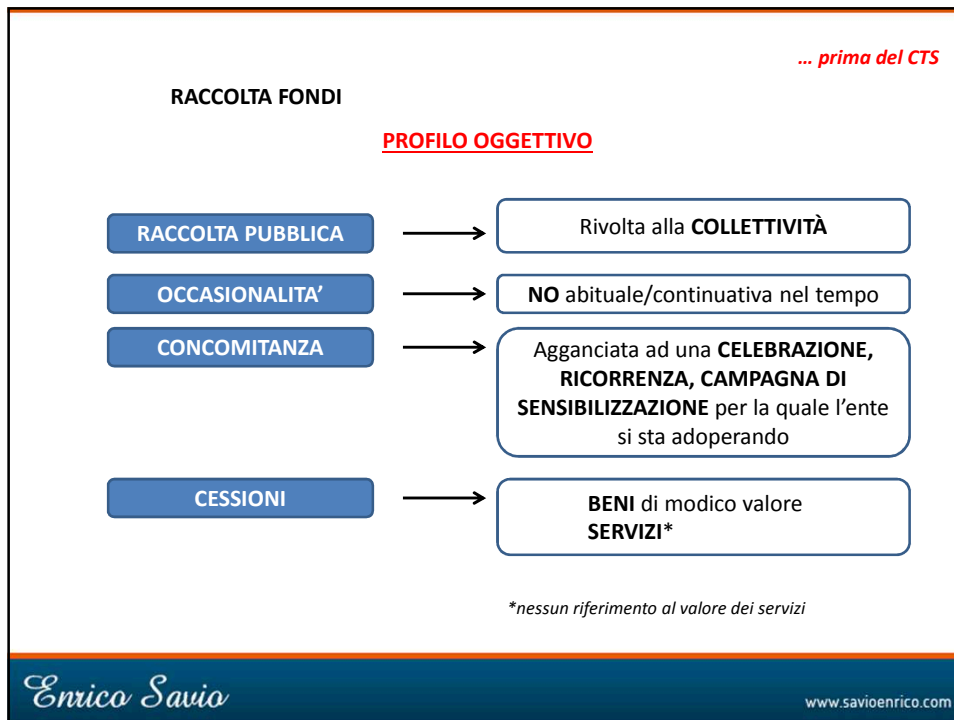 ... prima del CTS
RACCOLTA FONDI
PROFILO OGGETTIVO
RACCOLTA PUBBLICA
Rivolta alla COLLETTIVITÀ
OCCASIONALITA'
NO abituale/continuativa nel tempo
CONCOMITANZA
Agganciata ad una CELEBRAZIONE,
RICORRENZA, CAMPAGNA DI
SENSIBILIZZAZIONE per la quale l'ente
si sta adoperando
CESSIONI
BENI di modico valore
SERVIZI*
*nessun riferimento al valore dei servizi
Enrico Savio
www.savioenrico.com